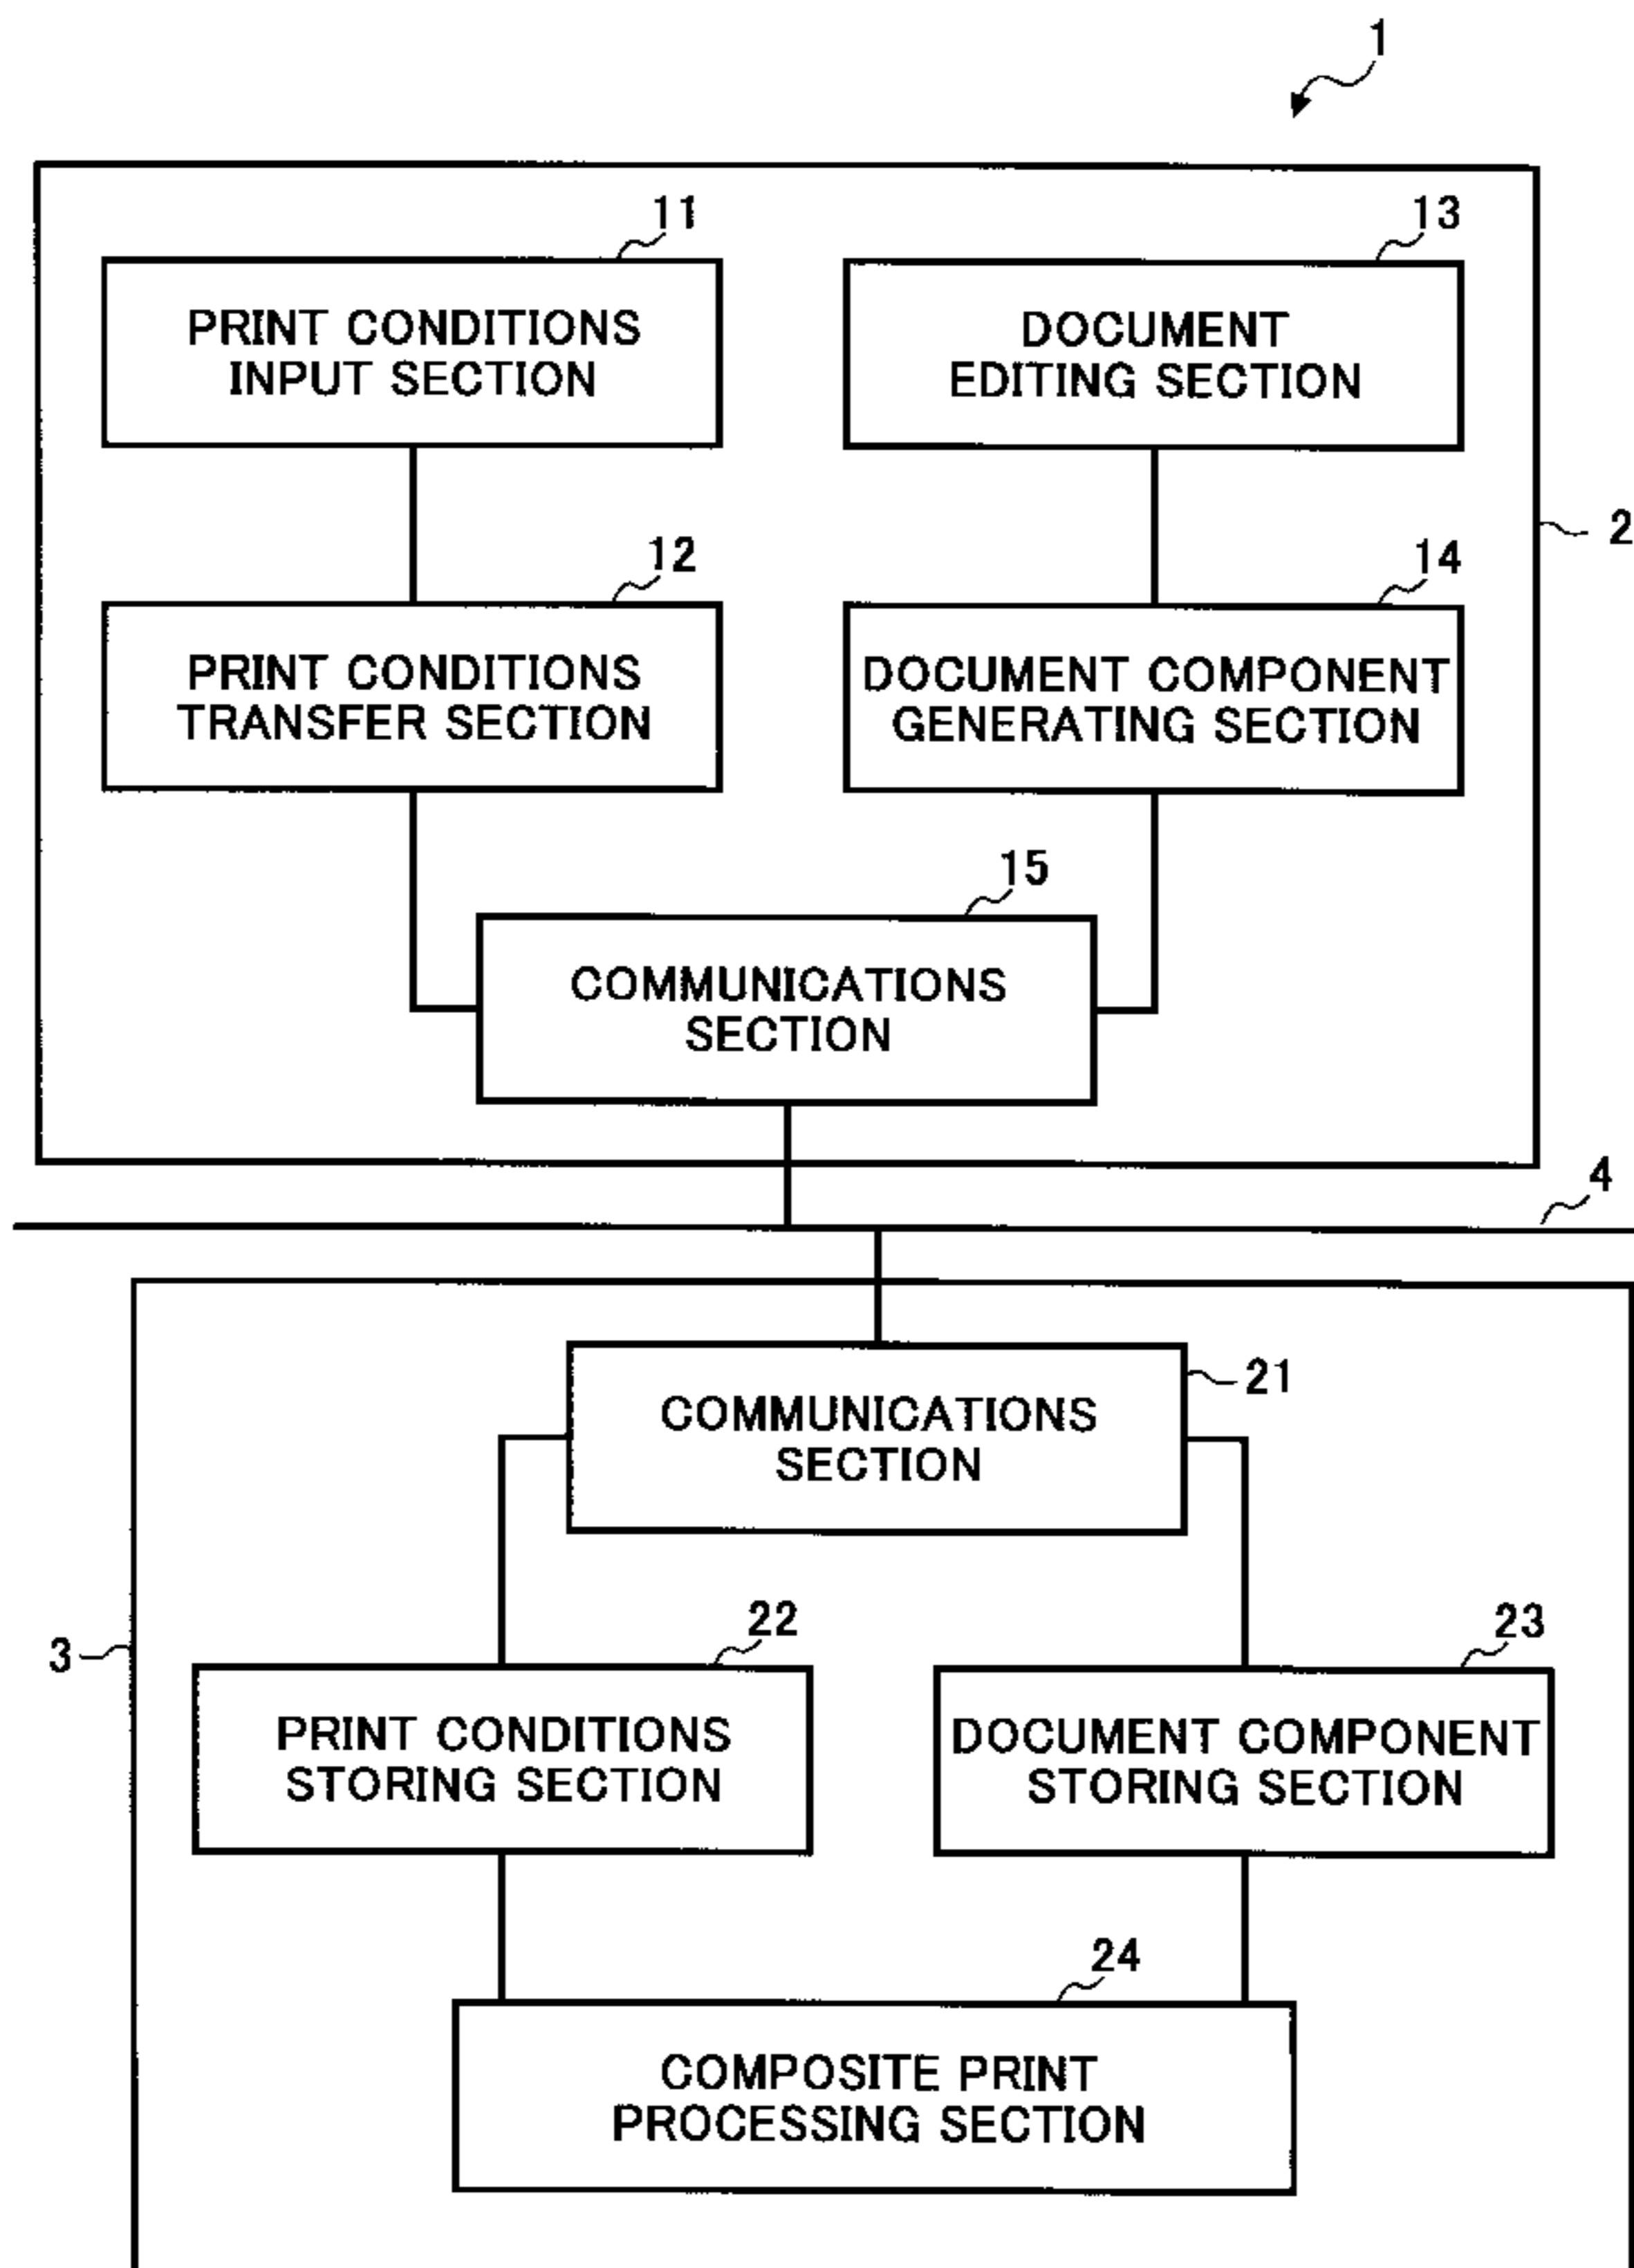 1
11
13
PRINT CONDITIONS
INPUT SECTION
DOCUMENT
EDITING SECTION
2
12
14
PRINT CONDITIONS
TRANSFER SECTION
DOCUMENT COMPONENT
GENERATING SECTION
15
COMMUNICATIONS
SECTION
4
21
COMMUNICATIONS
SECTION
3
22
23
PRINT CONDITIONS
STORING SECTION
DOCUMENT COMPONENT
STORING SECTION
24
COMPOSITE PRINT
PROCESSING SECTION